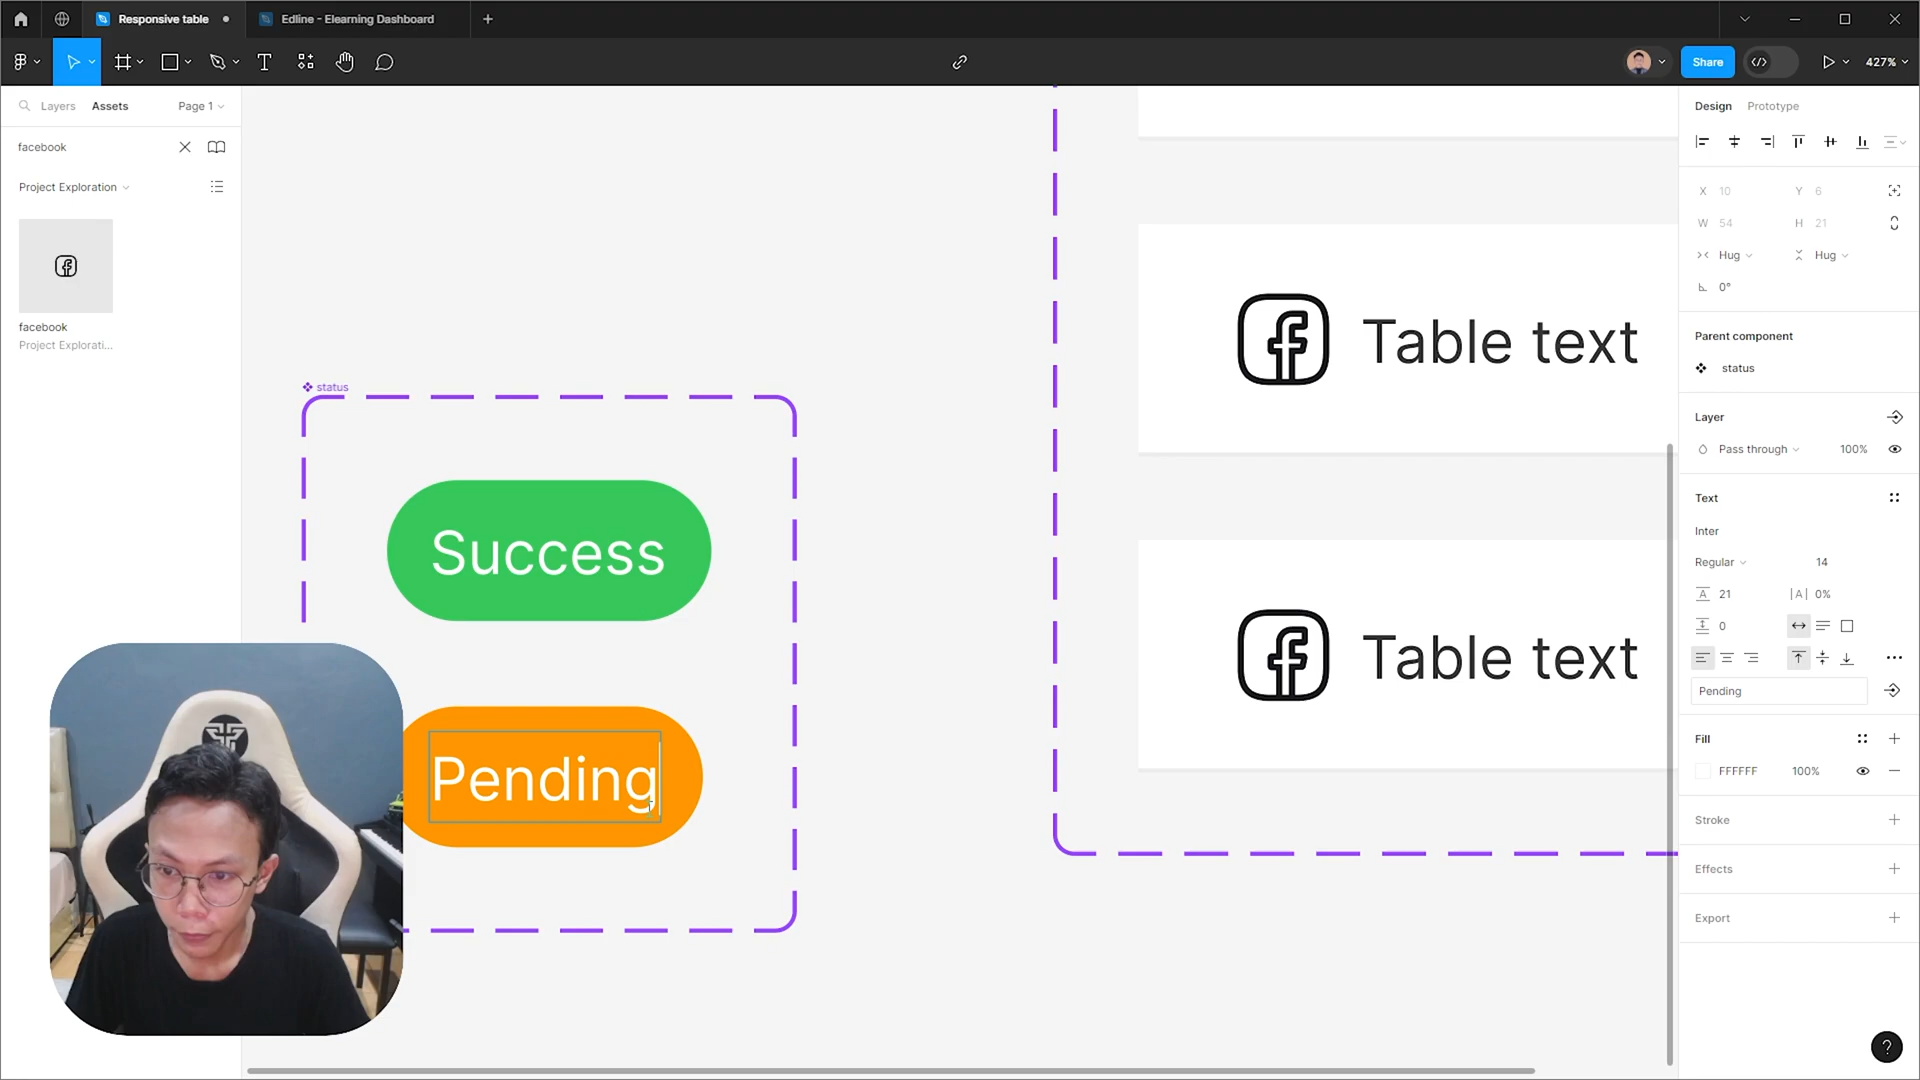 Responsive table
Edline - Elearning Dashboard
Share
427%
Layers
Assets
Page 1
facebook
Project Exploration
facebook
Project Explorati...
status
Success
Pending
Table text
Table text
Design
Prototype
X 10
Y 6
W 54
H 21
Hug
Hug
0°
Parent component
status
Layer
Pass through
100%
Text
Inter
Regular
14
21
|A| 0%
0
Pending
Fill
FFFFFF
100%
Stroke
Effects
Export
?